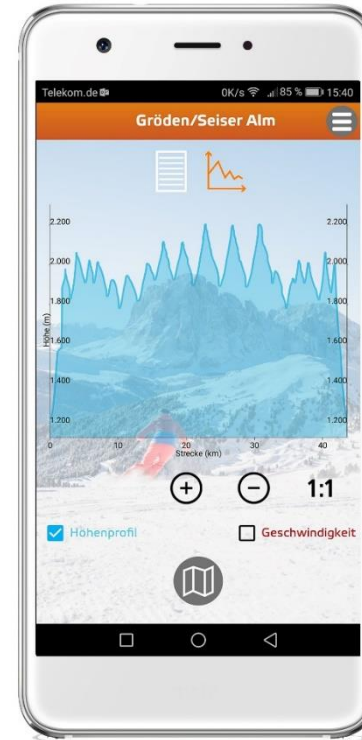 Telekom.de 0K/s 85 % 15:40
Gröden/Seiser Alm
2.200 2.200
2.000 2.000
1.800 1.800
Höhe (m)
1.600 1.600
1.400 1.400
1.200 1.200
0 10 20 30 40
Strecke (km)
+ − 1:1
Höhenprofil Geschwindigkeit